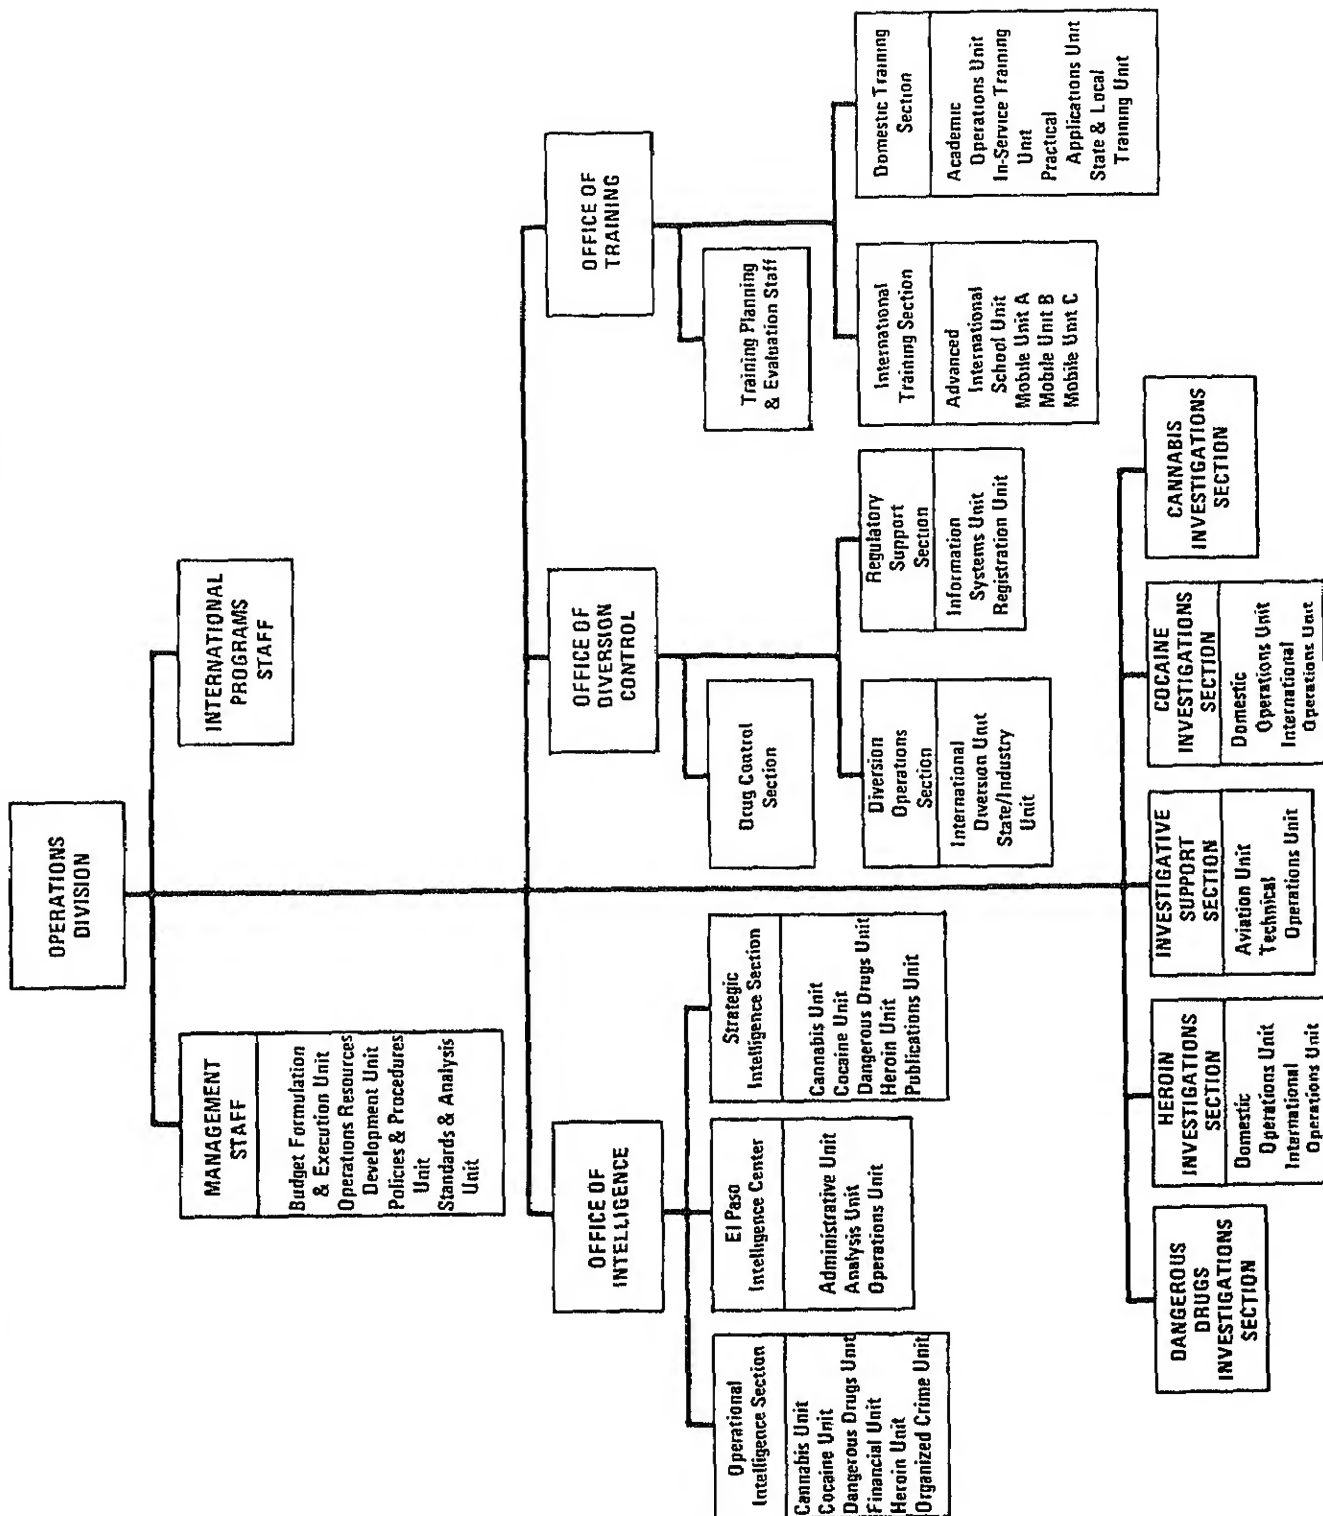 OPERATIONS
DIVISION
MANAGEMENT
STAFF
Budget Formulation
& Execution Unit
Operations Resources
Development Unit
Policies & Procedures
Unit
Standards & Analysis
Unit
INTERNATIONAL
PROGRAMS
STAFF
OFFICE OF
INTELLIGENCE
Operational
Intelligence Section
Cannabis Unit
Cocaine Unit
Dangerous Drugs Unit
Financial Unit
Heroin Unit
Organized Crime Unit
El Paso
Intelligence Center
Administrative Unit
Analysis Unit
Operations Unit
Strategic
Intelligence Section
Cannabis Unit
Cocaine Unit
Dangerous Drugs Unit
Heroin Unit
Publications Unit
OFFICE OF
DIVERSION
CONTROL
Drug Control
Section
Diversion
Operations
Section
International
Diversion Unit
State/Industry
Unit
Regulatory
Support
Section
Information
Systems Unit
Registration Unit
OFFICE OF
TRAINING
Training Planning
& Evaluation Staff
International
Training Section
Advanced
International
School Unit
Mobile Unit A
Mobile Unit B
Mobile Unit C
Domestic Training
Section
Academic
Operations Unit
In-Service Training
Unit
Practical
Applications Unit
State & Local
Training Unit
DANGEROUS
DRUGS
INVESTIGATIONS
SECTION
HEROIN
INVESTIGATIONS
SECTION
Domestic
Operations Unit
International
Operations Unit
INVESTIGATIVE
SUPPORT
SECTION
Aviation Unit
Technical
Operations Unit
COCAINE
INVESTIGATIONS
SECTION
Domestic
Operations Unit
International
Operations Unit
CANNABIS
INVESTIGATIONS
SECTION